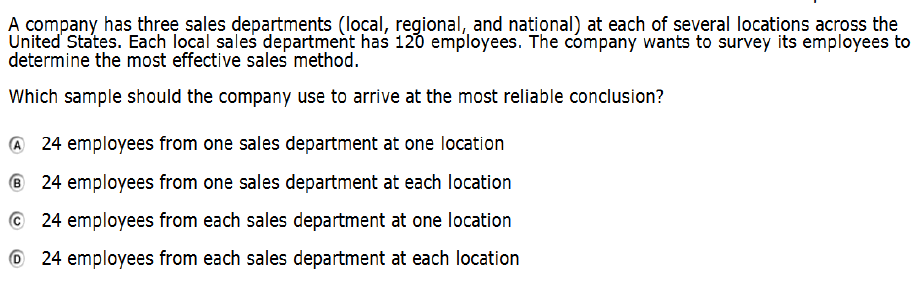 A company has three sales departments (local, regional, and national) at each of several locations across the
United States. Each local sales department has 120 employees. The company wants to survey its employees to
determine the most effective sales method.
Which sample should the company use to arrive at the most reliable conclusion?
A 24 employees from one sales department at one location
B 24 employees from one sales department at each location
C 24 employees from each sales department at one location
D 24 employees from each sales department at each location